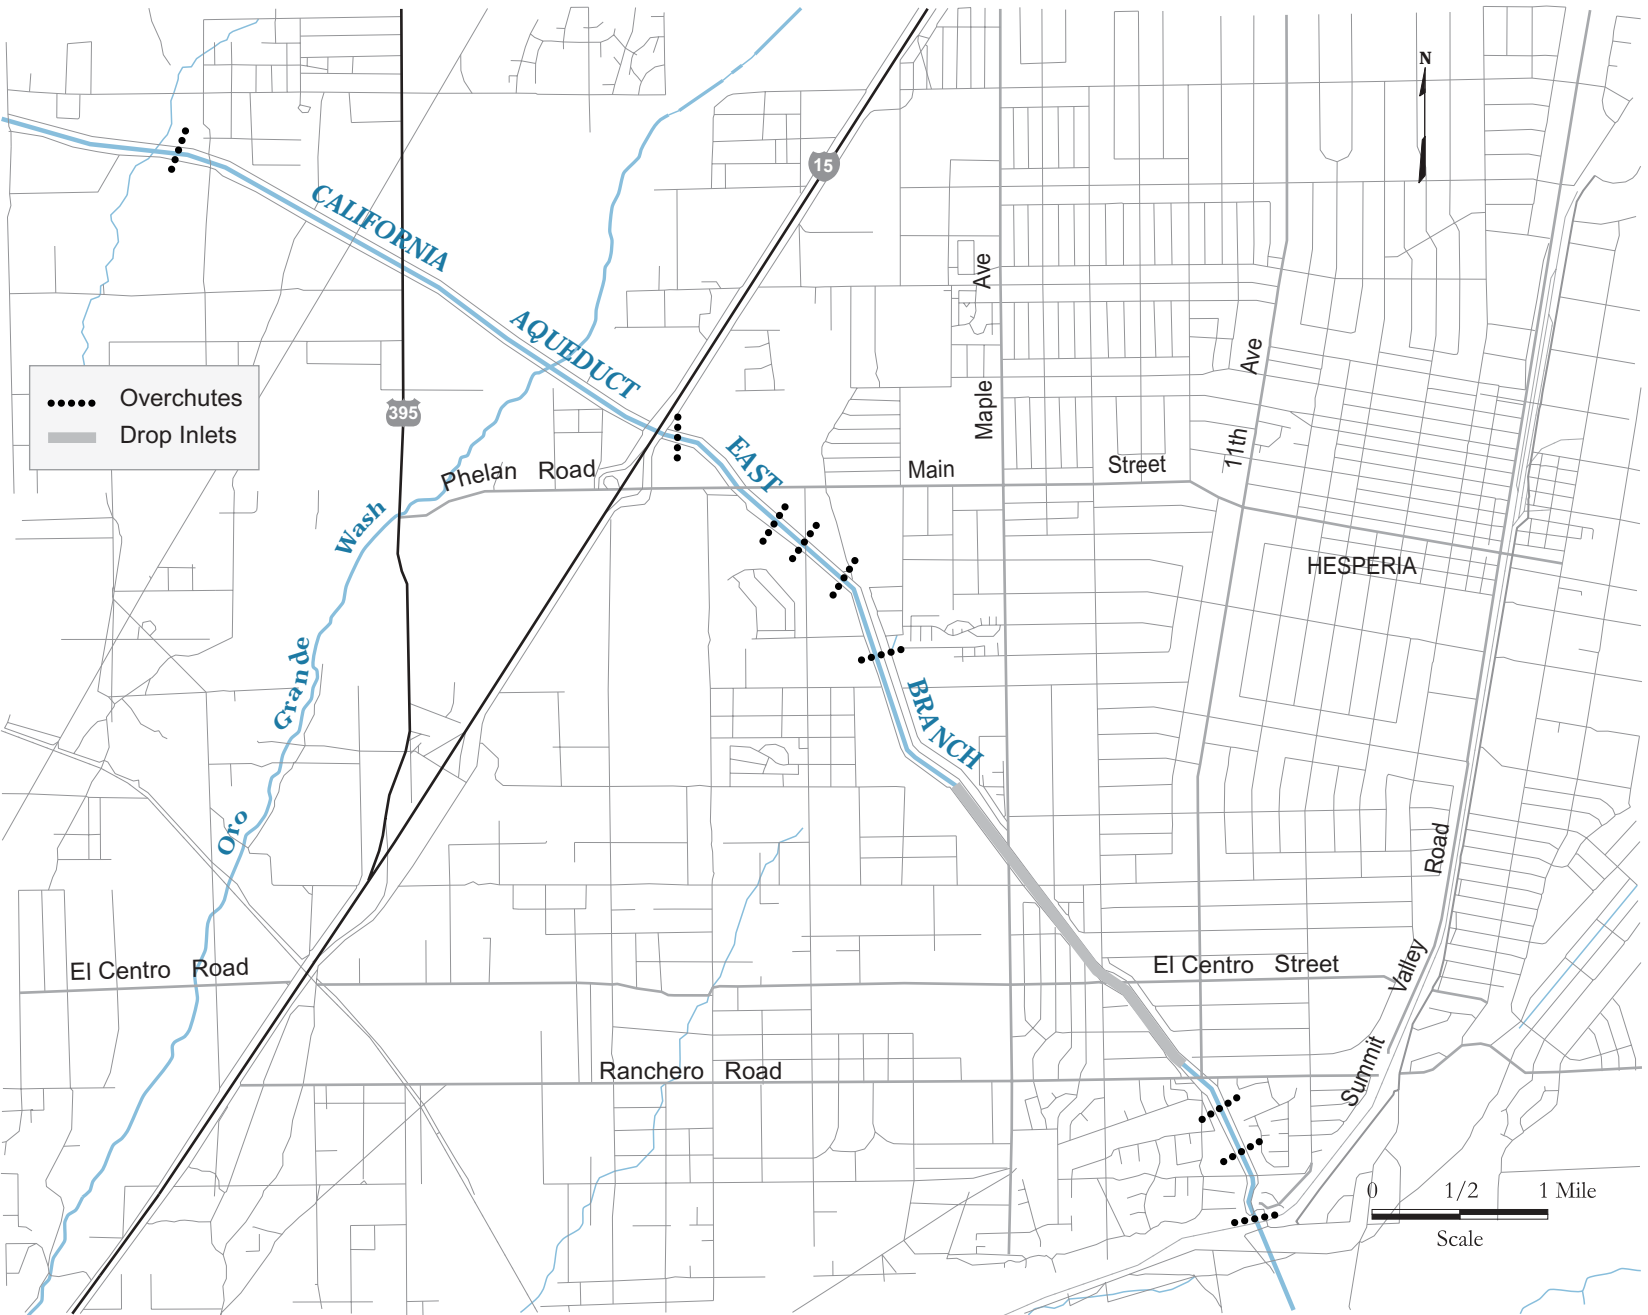 N
15
CALIFORNIA
AQUEDUCT
EAST
BRANCH
Maple Ave
11th Ave
Overchutes
Drop Inlets
395
Phelan Road
Main Street
HESPERIA
Oro Grande Wash
El Centro Road
El Centro Street
Ranchero Road
Summit Valley Road
0 1/2 1 Mile
Scale